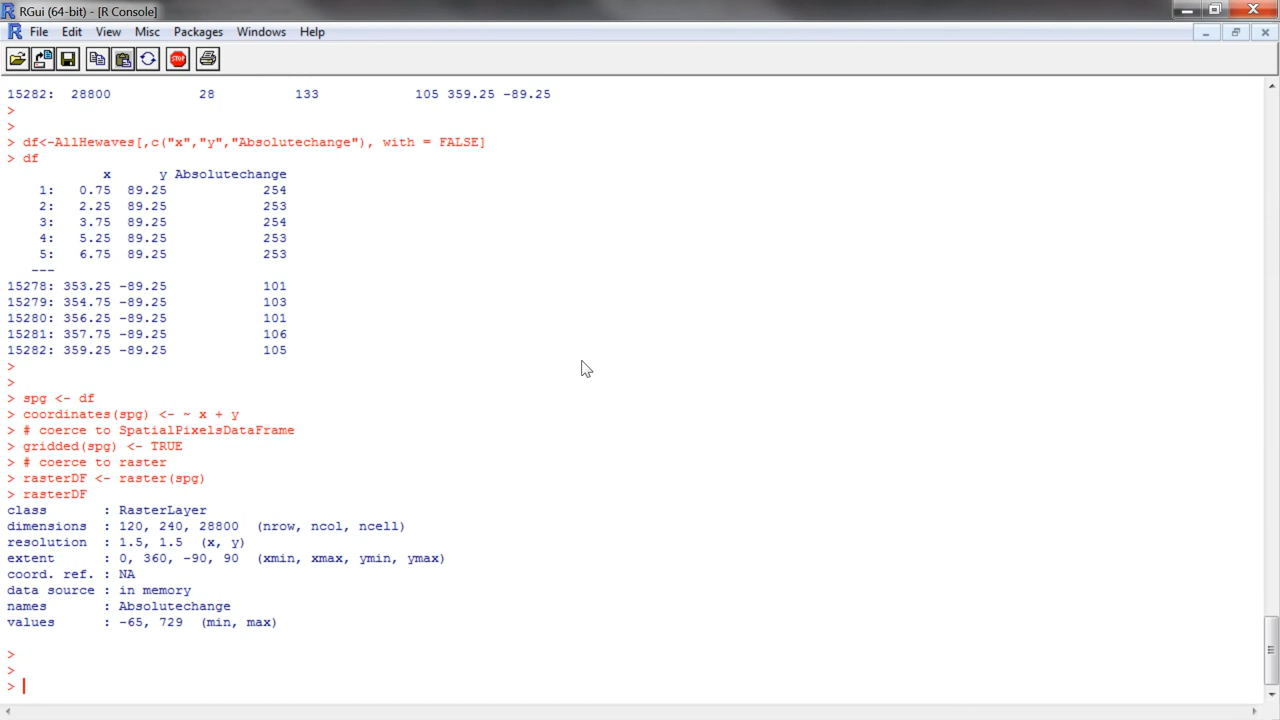 RGui (64-bit) - [R Console]
File Edit View Misc Packages Windows Help
STOP
15282: 28800 28 133 105 359.25 -89.25
>
>
> df<-AllHewaves[,c("x","y","Absolutechange"), with = FALSE]
> df
x y Absolutechange
1: 0.75 89.25 254
2: 2.25 89.25 253
3: 3.75 89.25 254
4: 5.25 89.25 253
5: 6.75 89.25 253
---
15278: 353.25 -89.25 101
15279: 354.75 -89.25 103
15280: 356.25 -89.25 101
15281: 357.75 -89.25 106
15282: 359.25 -89.25 105
>
>
> spg <- df
> coordinates(spg) <- ~ x + y
> # coerce to SpatialPixelsDataFrame
> gridded(spg) <- TRUE
> # coerce to raster
> rasterDF <- raster(spg)
> rasterDF
class : RasterLayer
dimensions : 120, 240, 28800 (nrow, ncol, ncell)
resolution : 1.5, 1.5 (x, y)
extent : 0, 360, -90, 90 (xmin, xmax, ymin, ymax)
coord. ref. : NA
data source : in memory
names : Absolutechange
values : -65, 729 (min, max)
>
>
>